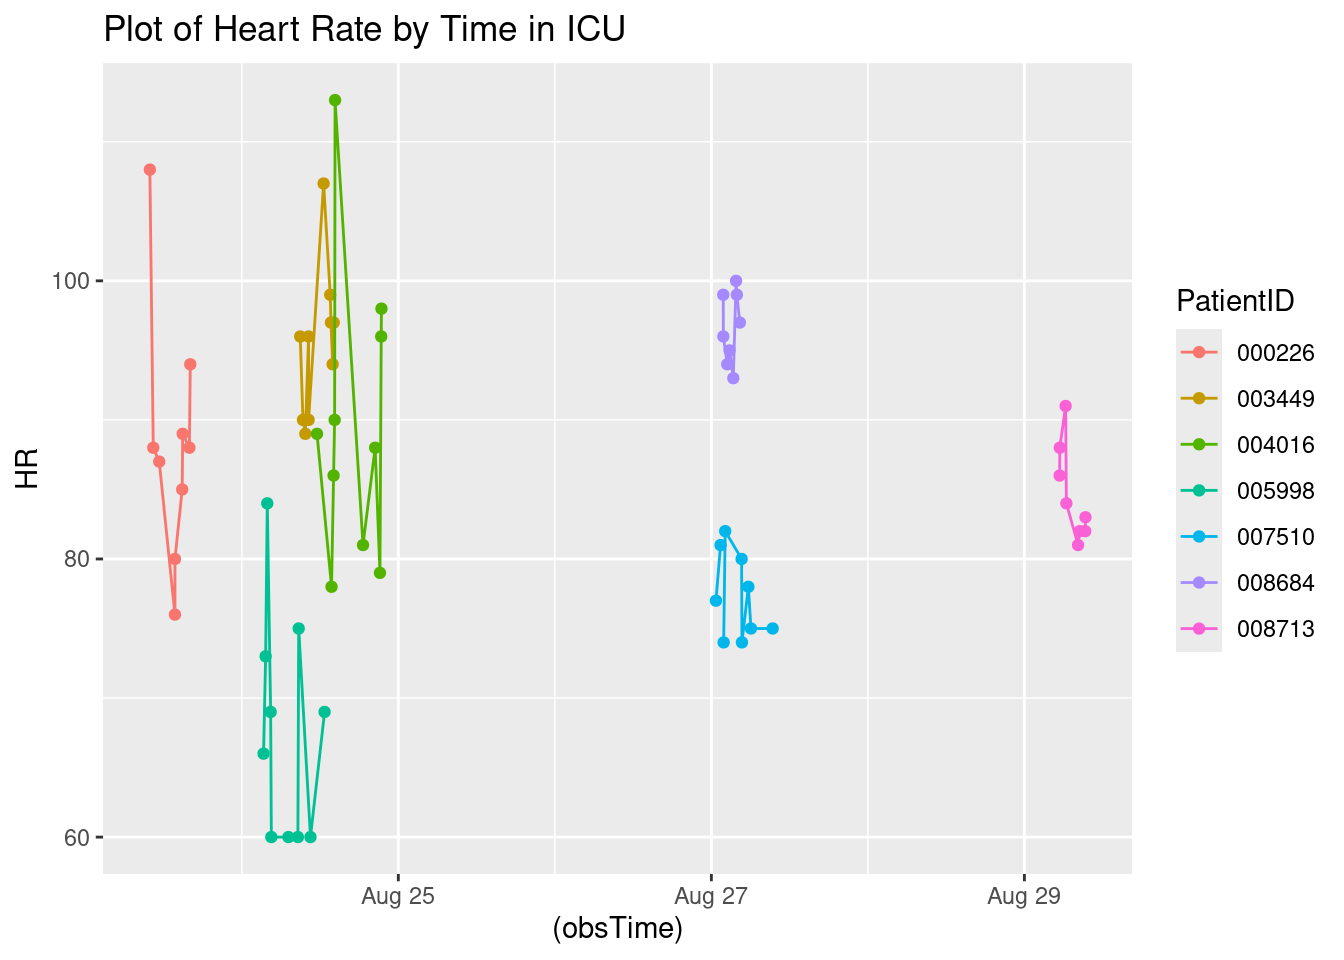 Plot of Heart Rate by Time in ICU
HR
100
80
60
Aug 25
Aug 27
Aug 29
(obsTime)
PatientID
000226
003449
004016
005998
007510
008684
008713